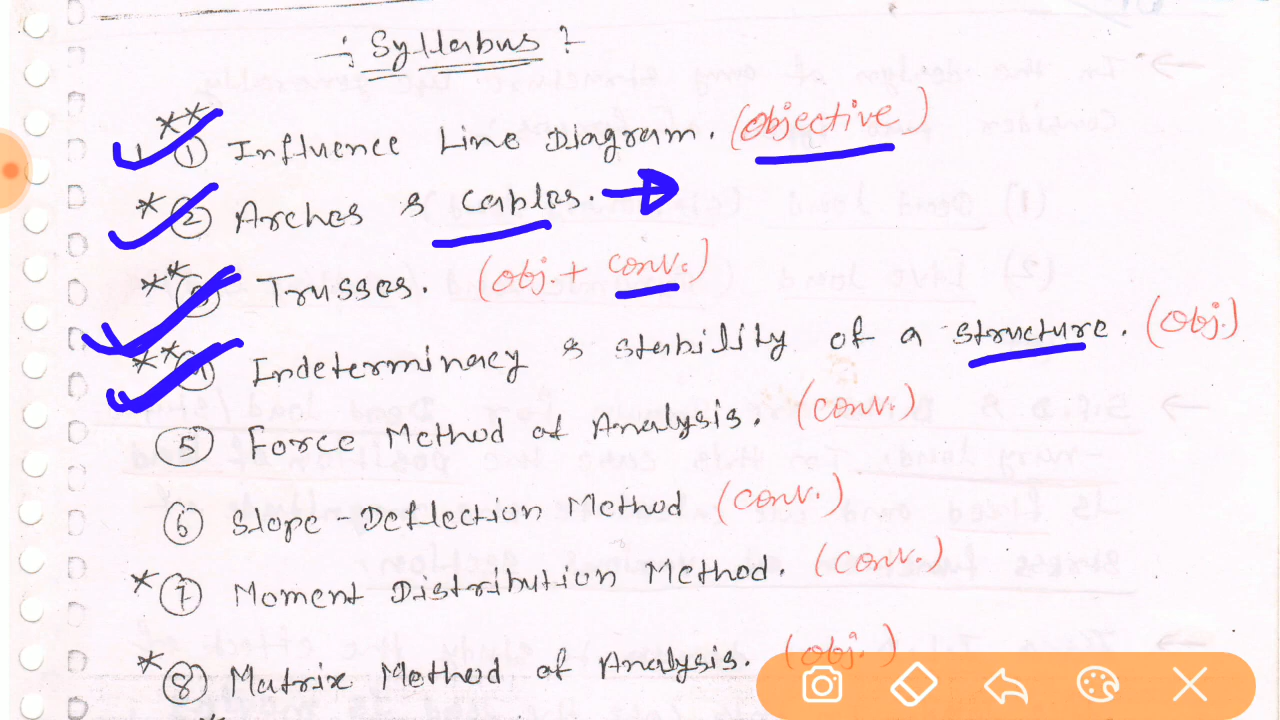 Syllabus
** ① Influence Line Diagram. (objective)
* ② Arches & Cables. →
** ③ Trusses. (obj + conv.)
** ④ Indeterminacy & stability of a structure. (obj.)
⑤ Force Method of Analysis. (conv.)
⑥ Slope-Deflection Method (conv.)
* ⑦ Moment Distribution Method. (conv.)
* ⑧ Matrix Method of Analysis. (obj.)